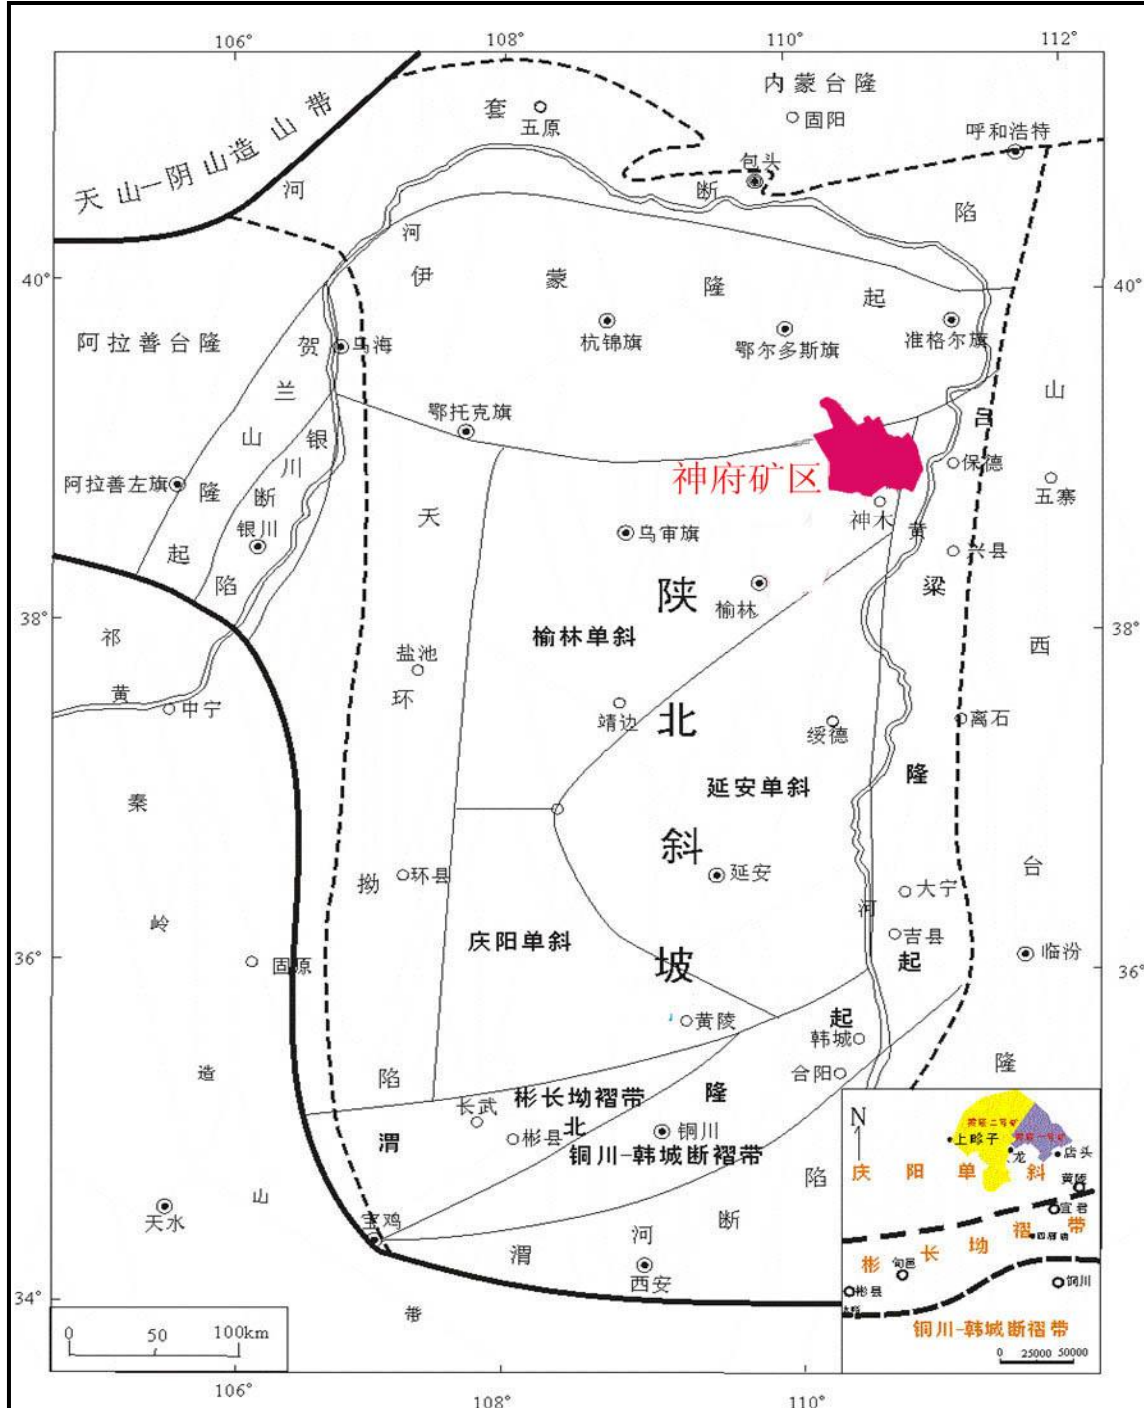 106°
108°
110°
112°
内蒙台隆
套
五原
固阳
天山—阴山造山带
呼和浩特
包头
河
断
陷
河
伊蒙隆起
40°
40°
阿拉善台隆
贺兰山隆起
乌海
杭锦旗
鄂尔多斯旗
准格尔旗
山
鄂托克旗
吕
银川断陷
保德
神府矿区
阿拉善左旗
五寨
天
神木
黄
银川
乌审旗
兴县
陕
榆林
梁
38°
38°
祁
榆林单斜
西
盐池
黄
中宁
环
靖边
北
绥德
离石
隆
延安单斜
秦
斜
台
拗
环县
延安
大宁
岭
河
庆阳单斜
吉县
36°
固原
坡
起
临汾
36°
黄陵
起
韩城
隆
造
陷
合阳
彬长坳褶带
隆
长武
北
渭
彬县
铜川
铜川-韩城断褶带
陷
山
断
天水
宝鸡
河
渭
西安
34°
带
0 50 100km
N
上畛子
龙
店头
庆阳单斜
黄陵
宜君
彬长坳褶带
旬邑
彬县
铜川
铜川-韩城断褶带
0 25000 50000
106°
108°
110°